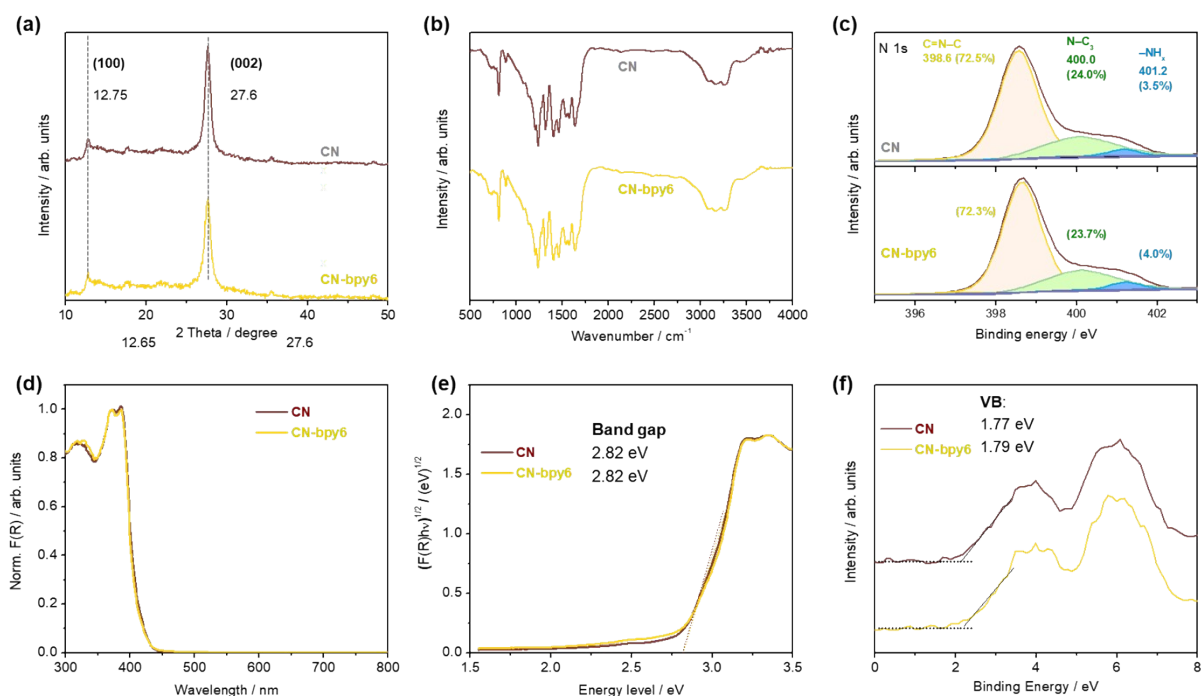 (a)
(100)
12.75
(002)
27.6
CN
CN-bpy6
Intensity / arb. units
10
20
30
40
50
2 Theta / degree
12.65
27.6
(b)
CN
CN-bpy6
Intensity / arb. units
500
1000
1500
2000
2500
3000
3500
4000
Wavenumber / cm⁻¹
(c)
N 1s
C=N–C
398.6 (72.5%)
N–C₃
400.0
(24.0%)
–NHₓ
401.2
(3.5%)
CN
(72.3%)
(23.7%)
(4.0%)
CN-bpy6
Intensity / arb. units
396
398
400
402
Binding energy / eV
(d)
CN
CN-bpy6
Norm. F(R) / arb. units
1.0
0.8
0.6
0.4
0.2
0.0
300
400
500
600
700
800
Wavelength / nm
(e)
Band gap
CN
2.82 eV
CN-bpy6
2.82 eV
(F(R)hν)¹ᐟ² / (eV)¹ᐟ²
2.0
1.5
1.0
0.5
0.0
1.5
2.0
2.5
3.0
3.5
Energy level / eV
(f)
VB:
CN
1.77 eV
CN-bpy6
1.79 eV
Intensity / arb. units
0
2
4
6
8
Binding Energy / eV